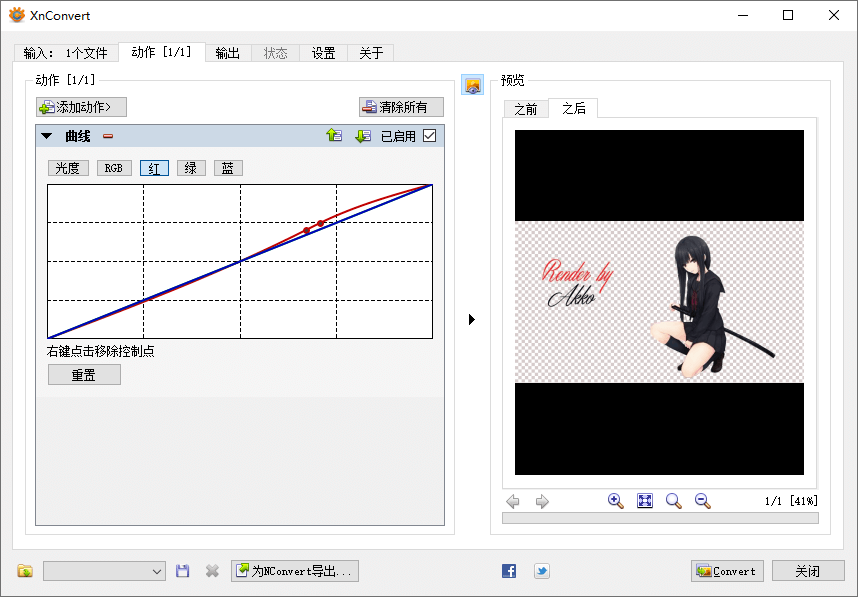 XnConvert
输入： 1个文件
动作 [1/1]
输出
状态
设置
关于
动作 [1/1]
添加动作>
清除所有
曲线
已启用
光度
RGB
红
绿
蓝
右键点击移除控制点
重置
预览
之前
之后
Render by
Akko
1/1 [41%]
为NConvert导出...
Convert
关闭